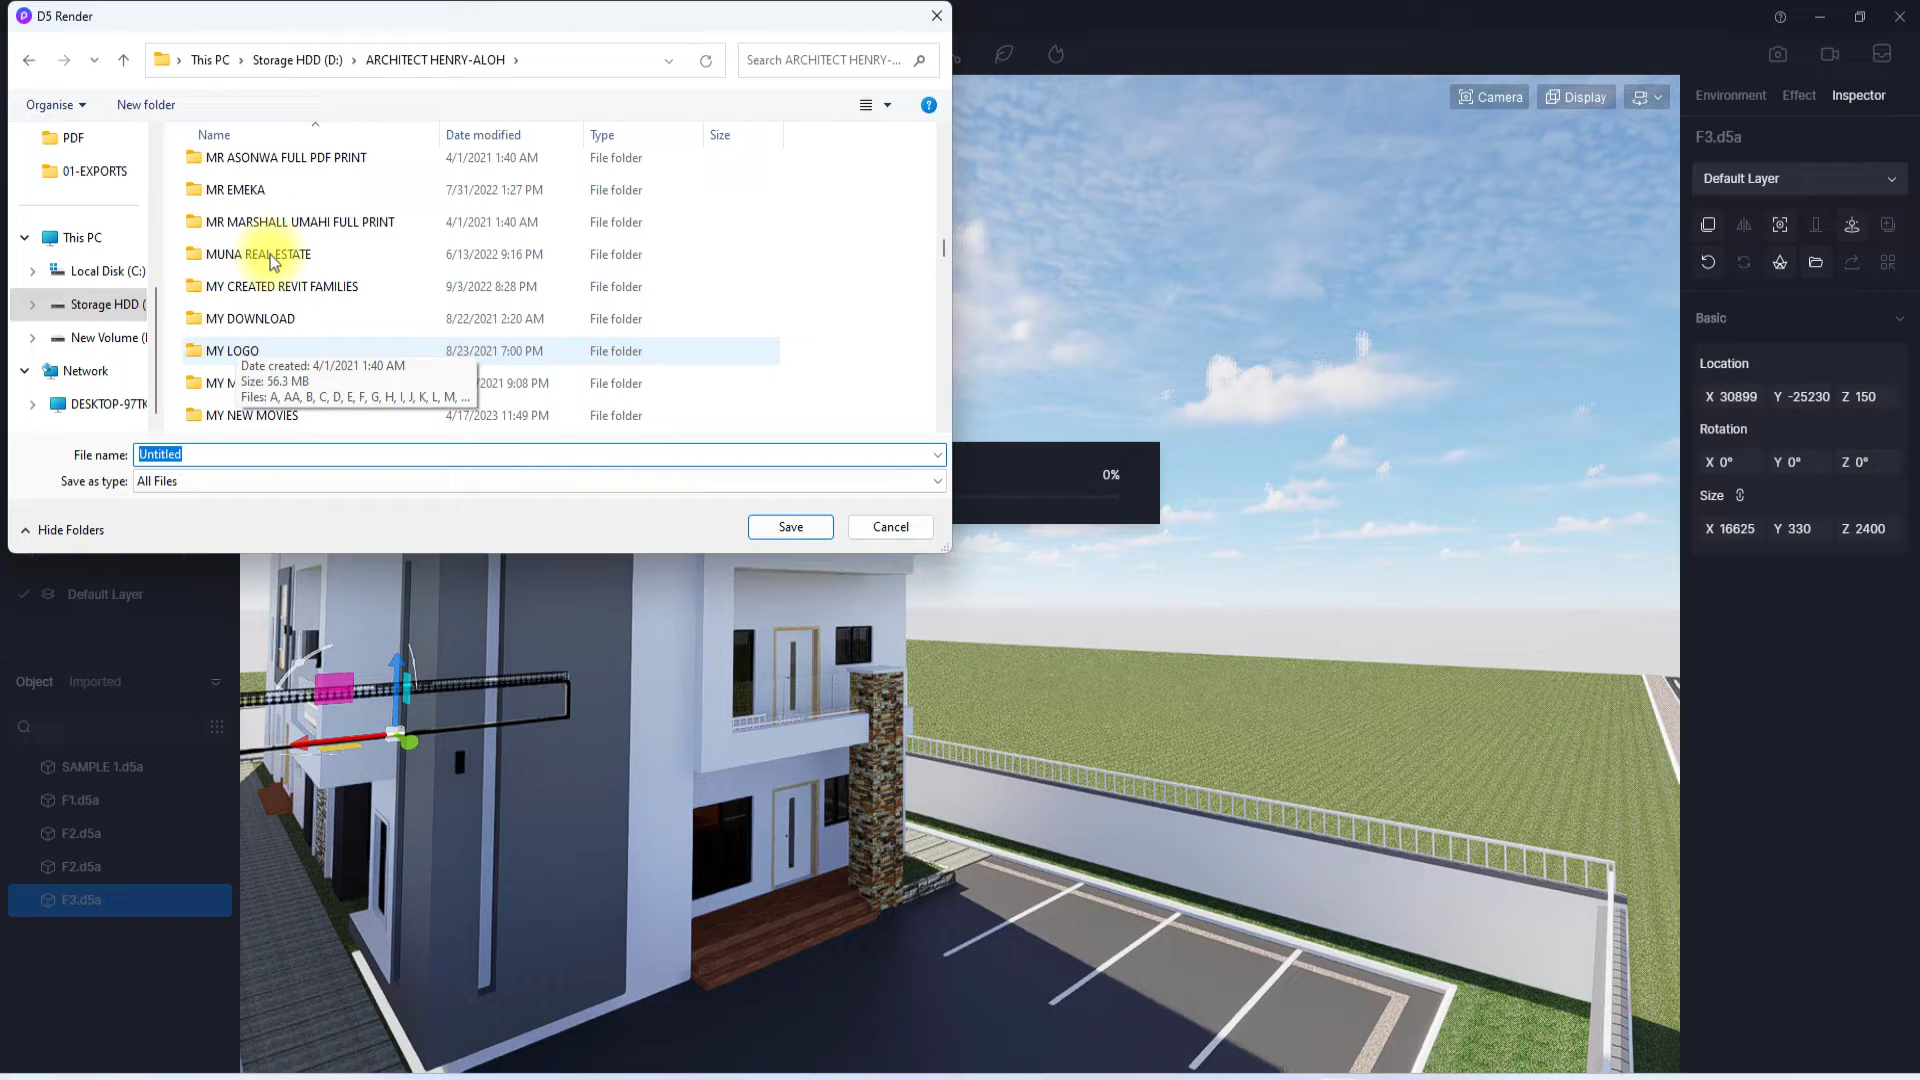 D5 Render
This PC > Storage HDD (D:) > ARCHITECT HENRY-ALOH >
Search ARCHITECT HENRY-...
Organise
New folder
Name
Date modified
Type
Size
PDF
01-EXPORTS
This PC
Local Disk (C:)
Storage HDD (
New Volume (
Network
DESKTOP-97TK
MR ASONWA FULL PDF PRINT 4/1/2021 1:40 AM File folder
MR EMEKA 7/31/2022 1:27 PM File folder
MR MARSHALL UMAHI FULL PRINT 4/1/2021 1:40 AM File folder
MUNA REAL ESTATE 6/13/2022 9:16 PM File folder
MY CREATED REVIT FAMILIES 9/3/2022 8:28 PM File folder
MY DOWNLOAD 8/22/2021 2:20 AM File folder
MY LOGO 8/23/2021 7:00 PM File folder
MY M /2021 9:08 PM File folder
MY NEW MOVIES 4/17/2023 11:49 PM File folder
Date created: 4/1/2021 1:40 AM
Size: 56.3 MB
Files: A, AA, B, C, D, E, F, G, H, I, J, K, L, M, ...
File name: Untitled
Save as type: All Files
Hide Folders
Save
Cancel
0%
Camera
Display
Environment
Effect
Inspector
F3.d5a
Default Layer
Basic
Location
X 30899 Y -25230 Z 150
Rotation
X 0° Y 0° Z 0°
Size
X 16625 Y 330 Z 2400
Default Layer
Object
Imported
SAMPLE 1.d5a
F1.d5a
F2.d5a
F2.d5a
F3.d5a